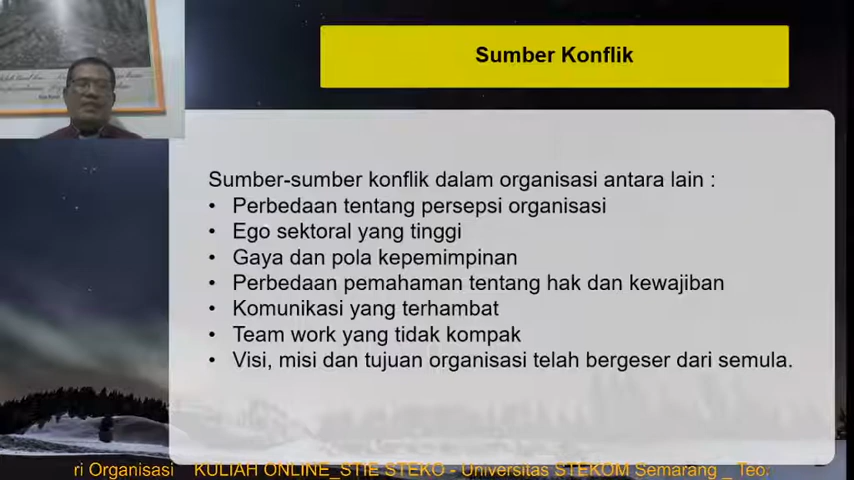 Sumber Konflik
Sumber-sumber konflik dalam organisasi antara lain :
• Perbedaan tentang persepsi organisasi
• Ego sektoral yang tinggi
• Gaya dan pola kepemimpinan
• Perbedaan pemahaman tentang hak dan kewajiban
• Komunikasi yang terhambat
• Team work yang tidak kompak
• Visi, misi dan tujuan organisasi telah bergeser dari semula.
ri Organisasi KULIAH ONLINE_STIE STEKO - Universitas STEKOM Semarang _ Teo